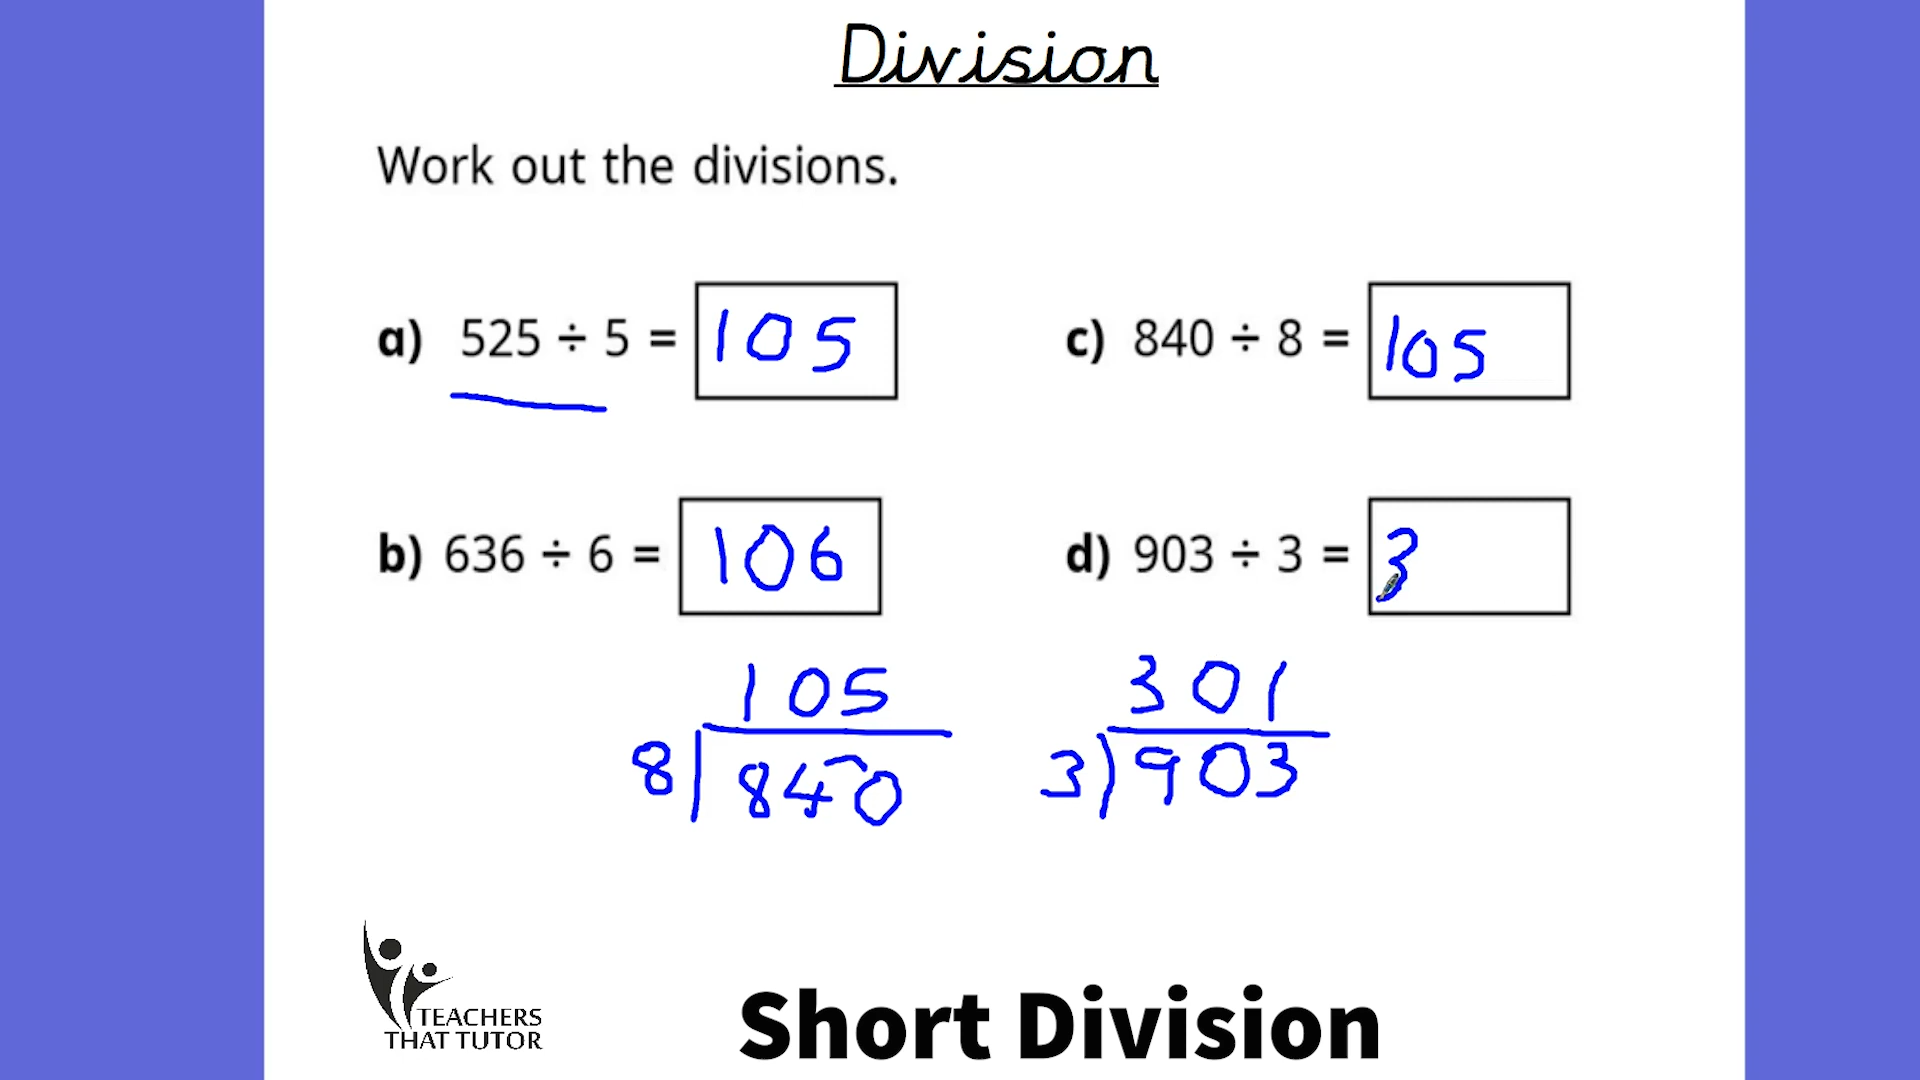 Division
Work out the divisions.
a) 525 ÷ 5 = 105
c) 840 ÷ 8 = 105
b) 636 ÷ 6 = 106
d) 903 ÷ 3 = 3
105
8 840
301
3)903
TEACHERS
THAT TUTOR
Short Division